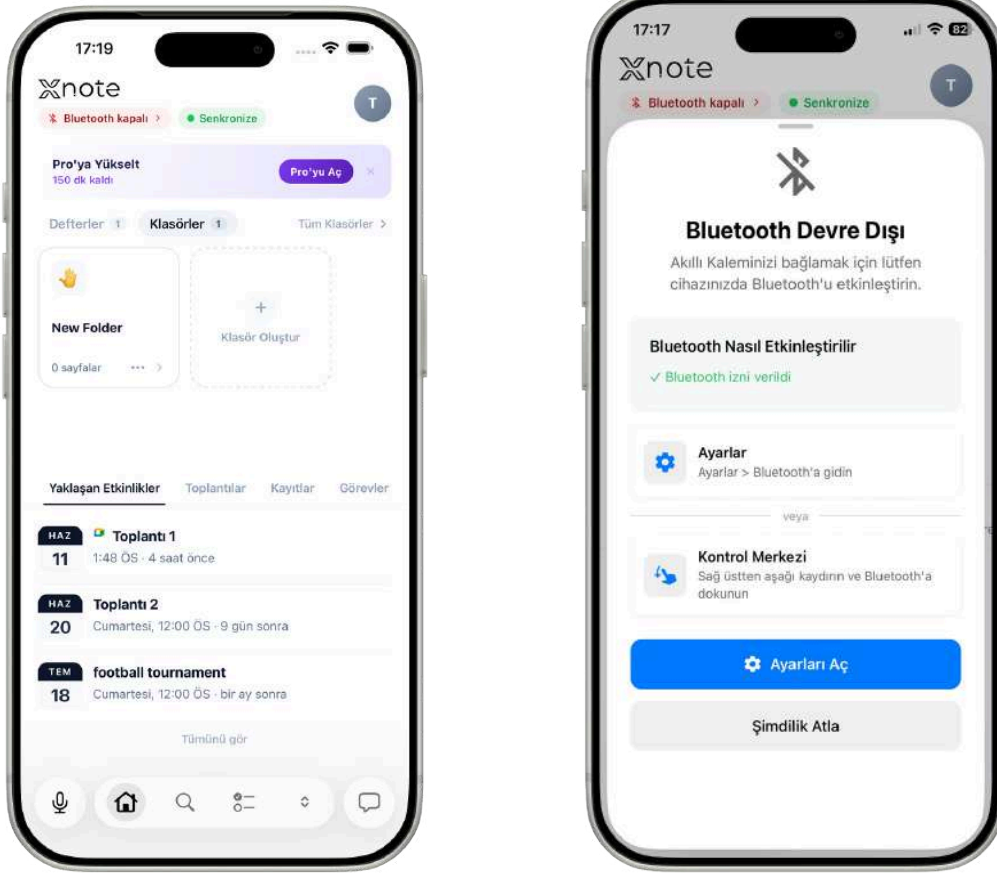 17:19
Xnote
T
Bluetooth kapalı >
Senkronize
Pro'ya Yükselt
150 dk kaldı
Pro'yu Aç
Defterler 1
Klasörler 1
Tüm Klasörler >
New Folder
0 sayfalar
+
Klasör Oluştur
Yaklaşan Etkinlikler
Toplantılar
Kayıtlar
Görevler
HAZ
11
Toplantı 1
1:48 ÖS · 4 saat önce
HAZ
20
Toplantı 2
Cumartesi, 12:00 ÖS · 9 gün sonra
TEM
18
football tournament
Cumartesi, 12:00 ÖS · bir ay sonra
Tümünü gör
17:17
82
Xnote
T
Bluetooth kapalı >
Senkronize
Bluetooth Devre Dışı
Akıllı Kaleminizi bağlamak için lütfen
cihazınızda Bluetooth'u etkinleştirin.
Bluetooth Nasıl Etkinleştirilir
✓ Bluetooth izni verildi
Ayarlar
Ayarlar > Bluetooth'a gidin
veya
Kontrol Merkezi
Sağ üstten aşağı kaydırın ve Bluetooth'a
dokunun
Ayarları Aç
Şimdilik Atla